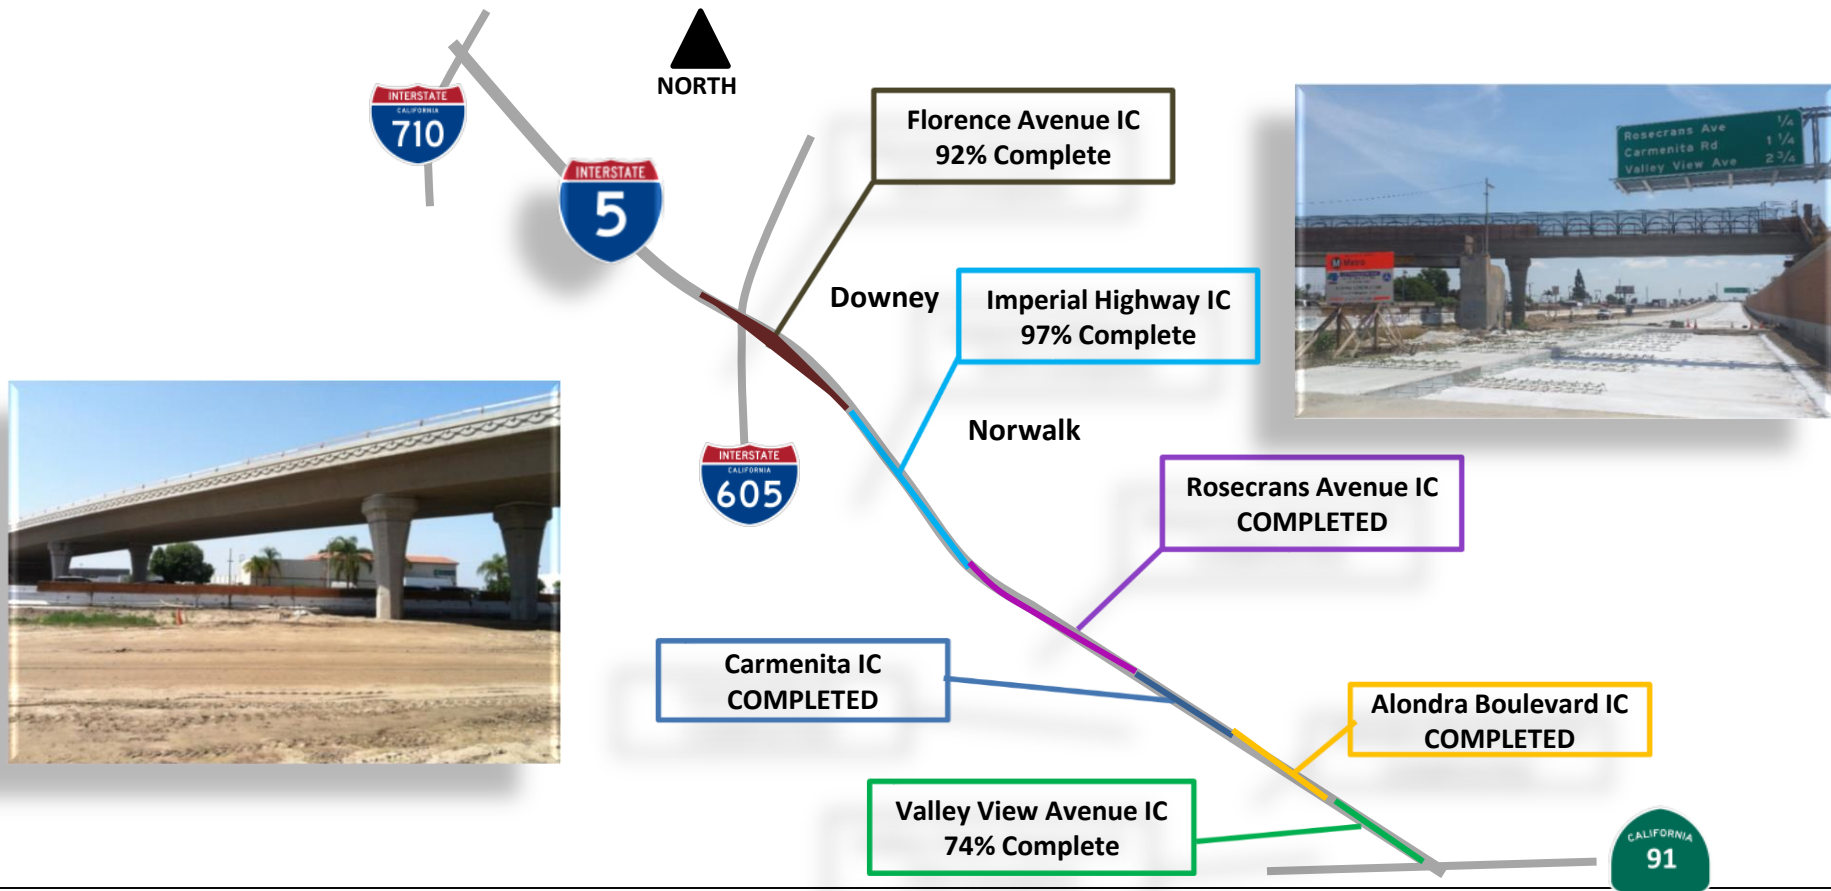 NORTH
INTERSTATE
CALIFORNIA
710
INTERSTATE
5
Florence Avenue IC
92% Complete
Rosecrans Ave 1/4
Carmenita Rd 1 1/4
Valley View Ave 2 3/4
Metro
Downey
Imperial Highway IC
97% Complete
Norwalk
INTERSTATE
CALIFORNIA
605
Rosecrans Avenue IC
COMPLETED
Carmenita IC
COMPLETED
Alondra Boulevard IC
COMPLETED
Valley View Avenue IC
74% Complete
CALIFORNIA
91